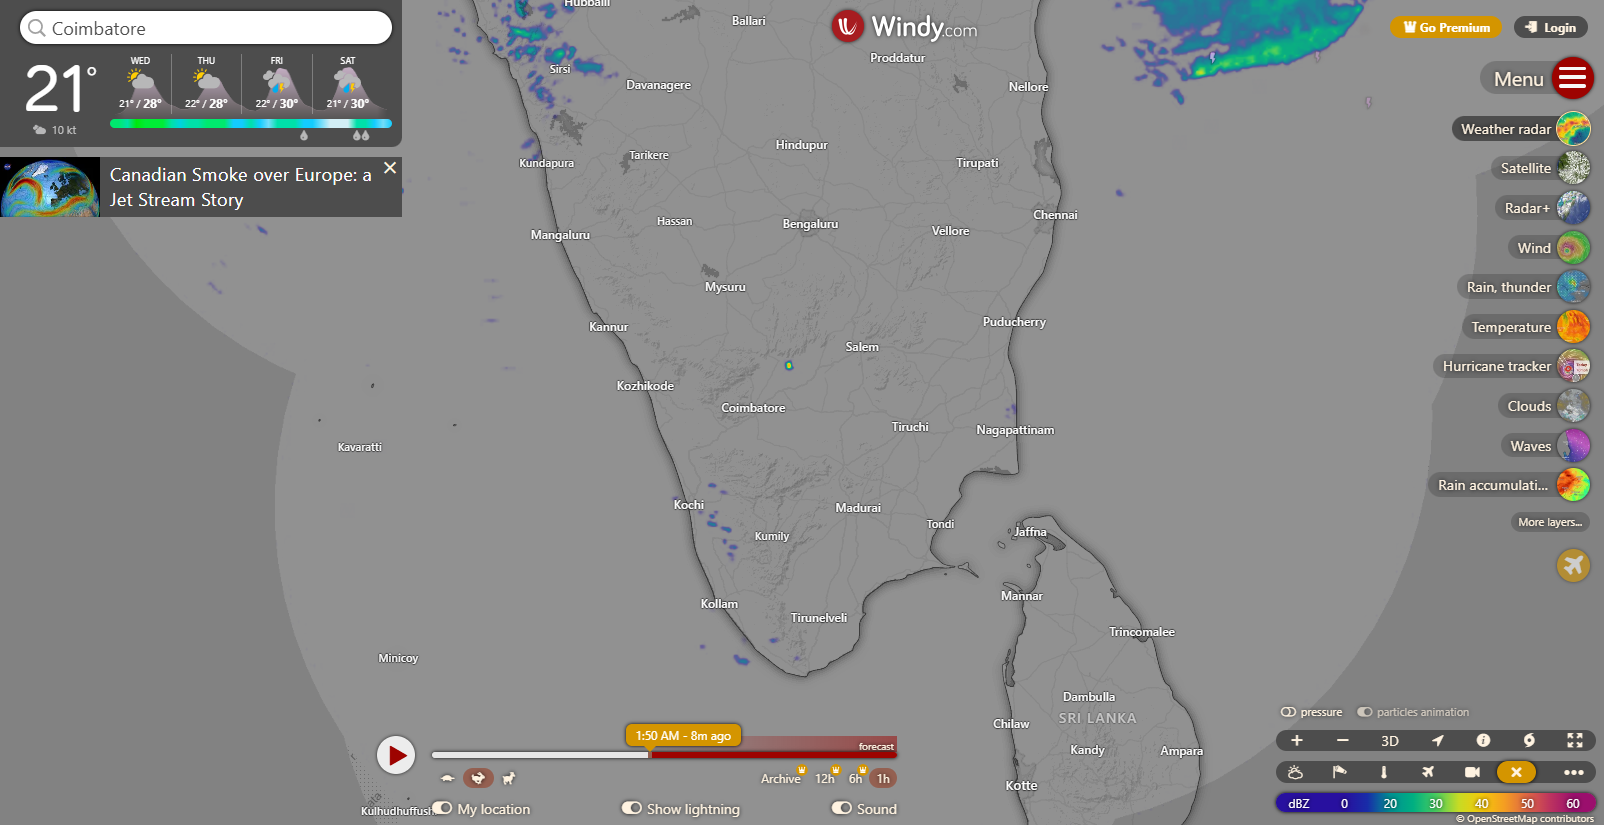 Coimbatore
21°
10 kt
WED THU FRI SAT
21° / 28° 22° / 28° 22° / 30° 21° / 30°
Canadian Smoke over Europe: a
Jet Stream Story
Windy.com
Go Premium
Login
Menu
Weather radar
Satellite
Radar+
Wind
Rain, thunder
Temperature
Hurricane tracker
Clouds
Waves
Rain accumulati...
More layers...
Hubballi
Ballari
Proddatur
Sirsi
Davanagere
Nellore
Hindupur
Tarikere
Kundapura
Tirupati
Chennai
Hassan
Bengaluru
Vellore
Mangaluru
Mysuru
Puducherry
Kannur
Salem
Kozhikode
Coimbatore
Tiruchi
Nagapattinam
Kavaratti
Kochi
Madurai
Tondi
Jaffna
Kumily
Mannar
Kollam
Tirunelveli
Trincomalee
Minicoy
Dambulla
SRI LANKA
Chilaw
Kandy
Ampara
Kotte
Kulhudhuffush
1:50 AM - 8m ago
forecast
Archive 12h 6h 1h
My location
Show lightning
Sound
pressure
particles animation
+ − 3D
dBZ 0 20 30 40 50 60
© OpenStreetMap contributors